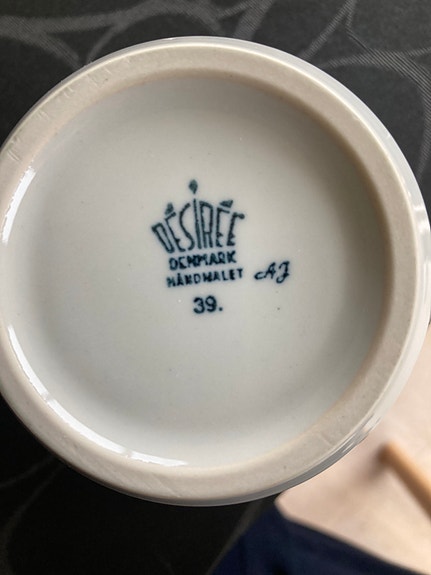 DÉSIRÉE
DENMARK
HÅNDMALET AJ
39.